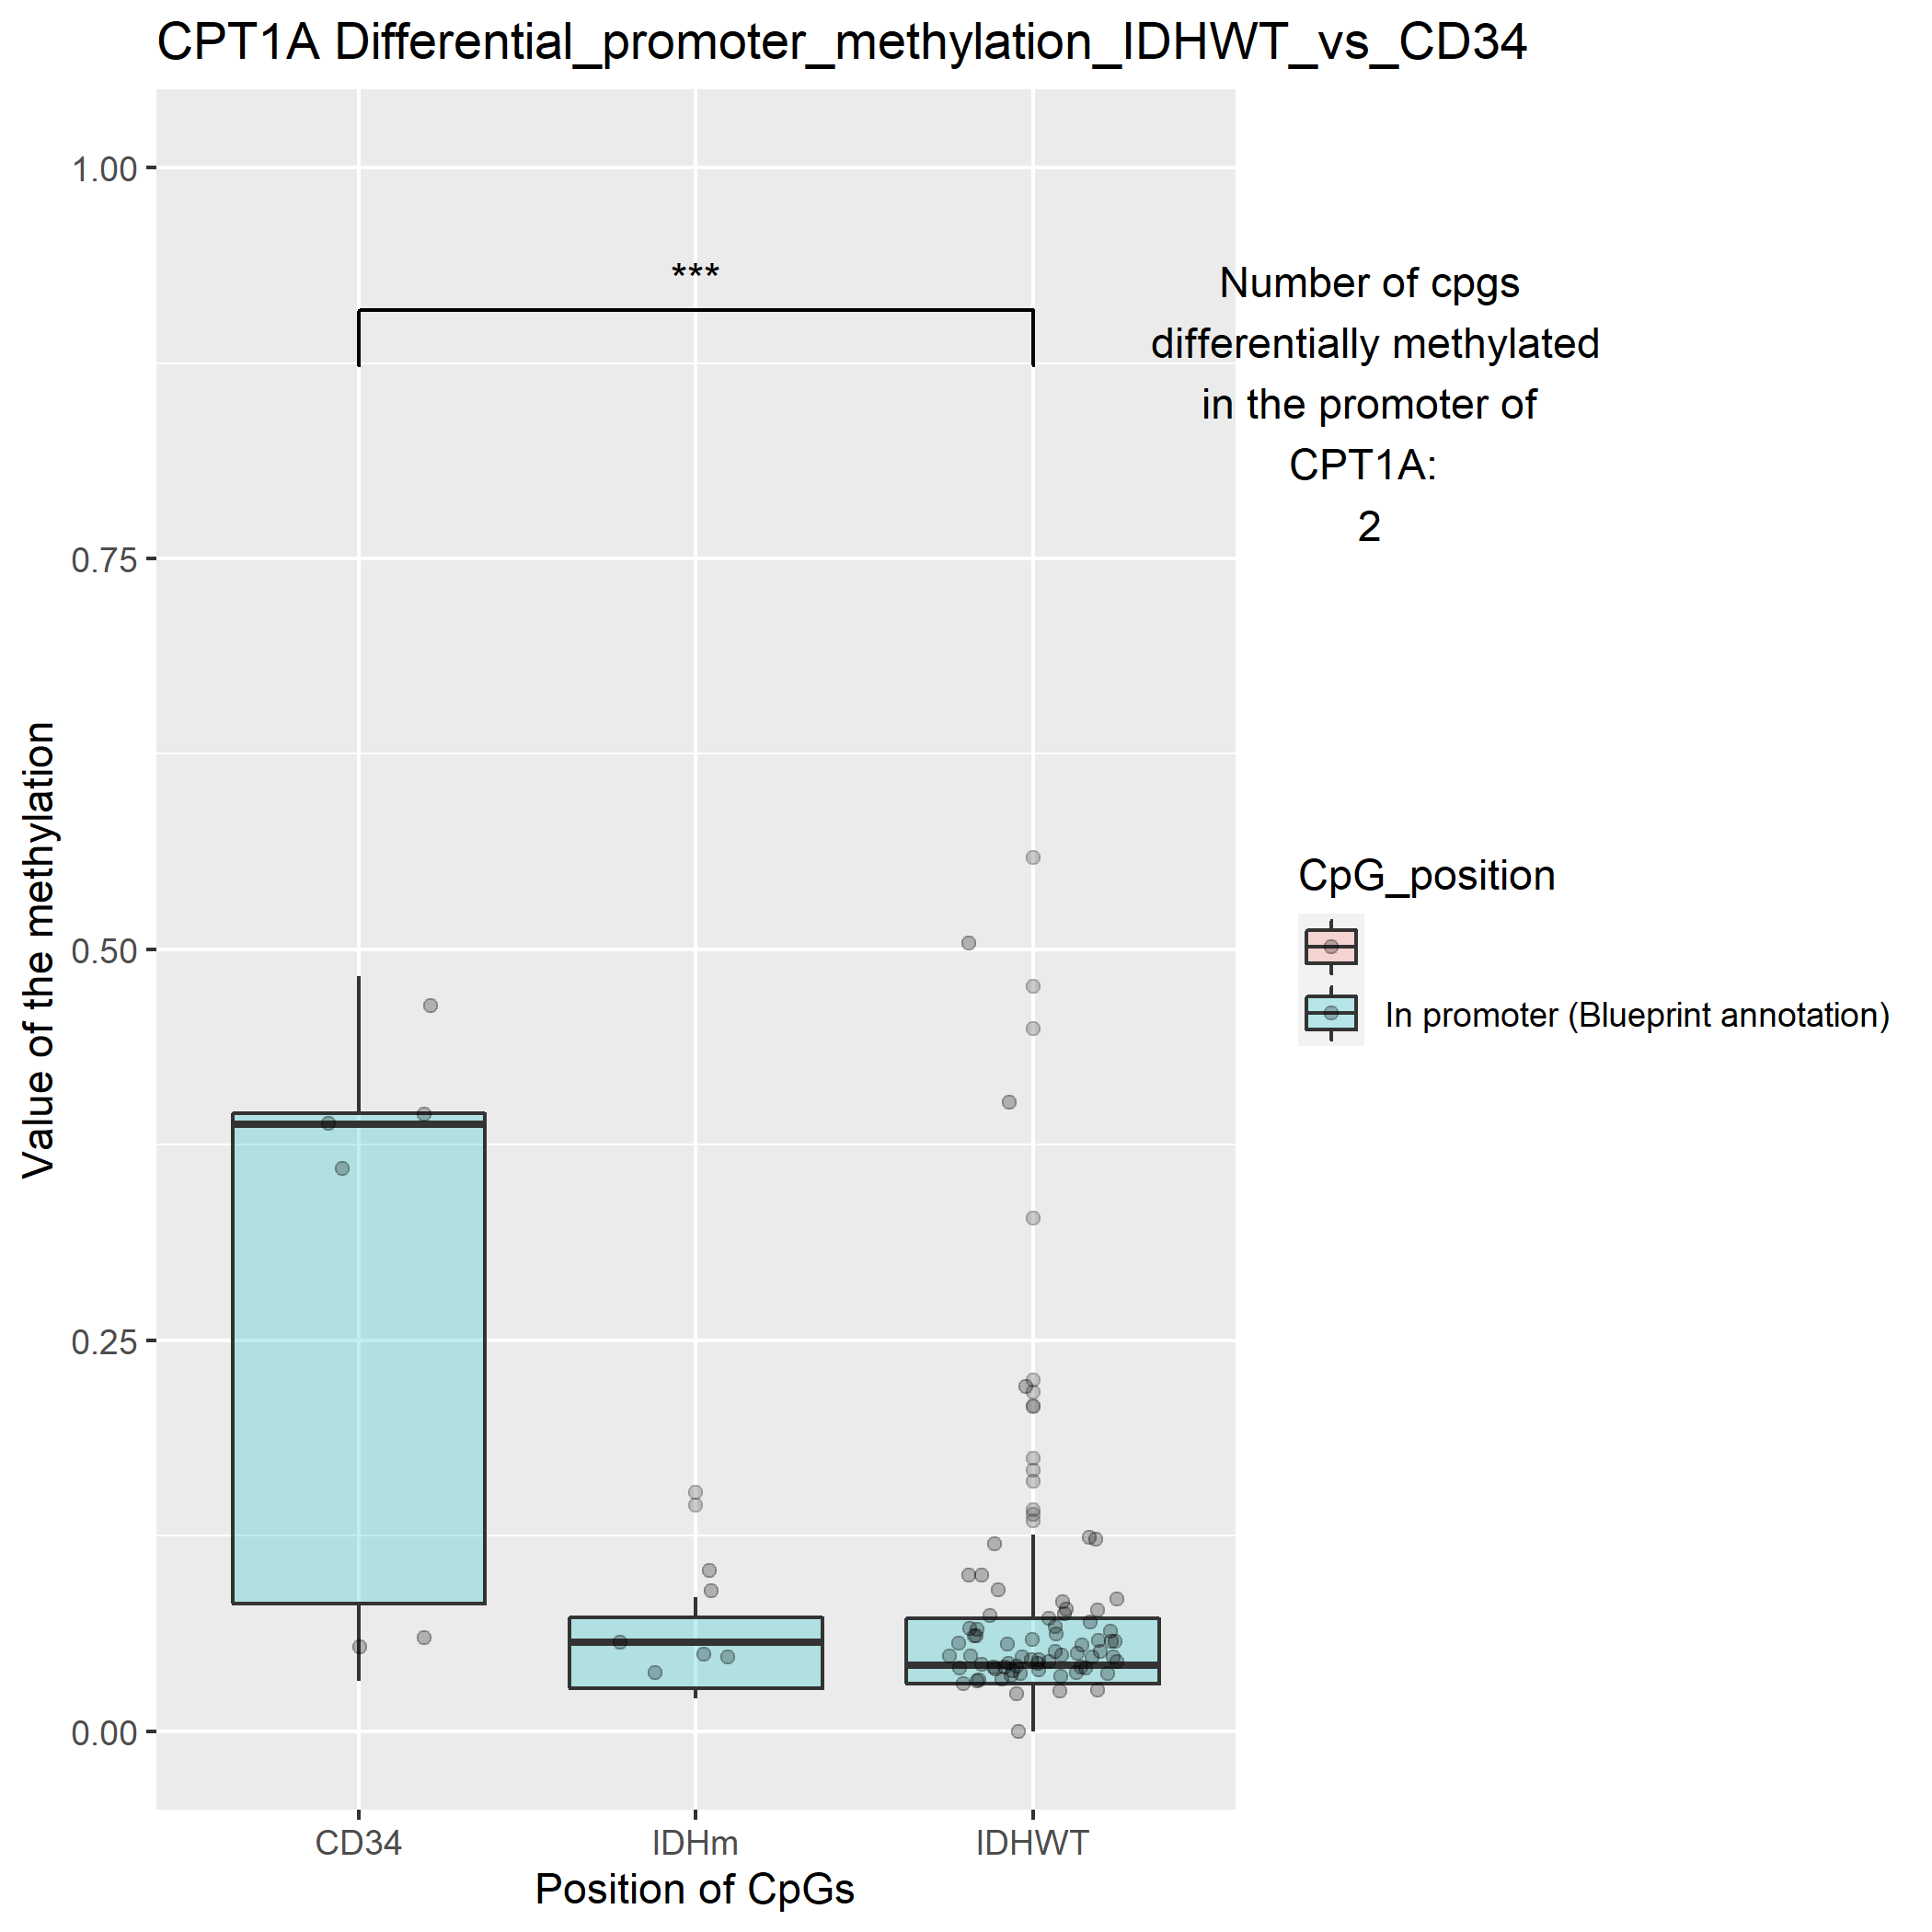 CPT1A Differential_promoter_methylation_IDHWT_vs_CD34
1.00
0.75
0.50
0.25
0.00
Value of the methylation
***
CD34
IDHm
IDHWT
Position of CpGs
Number of cpgs
differentially methylated
in the promoter of
CPT1A:
2
CpG_position
In promoter (Blueprint annotation)